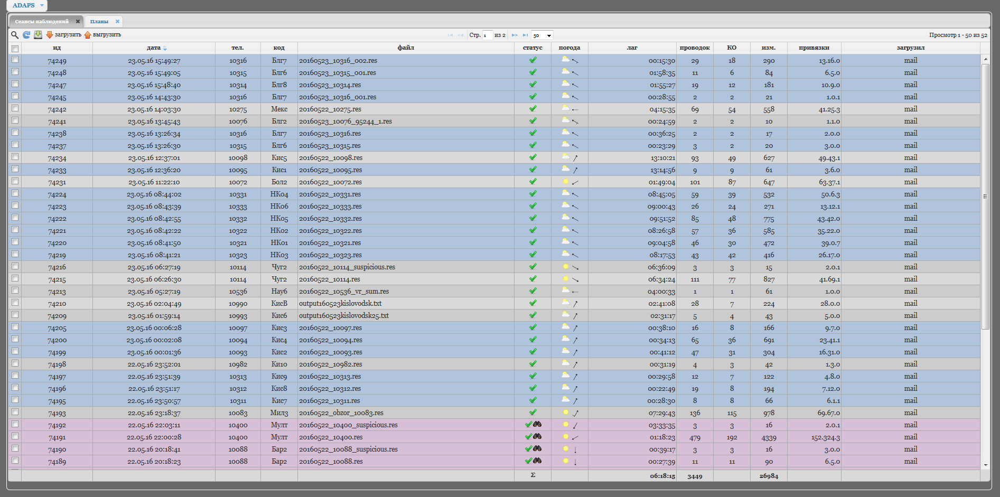 ADAPS
Сеансы наблюдений Планы
загрузить выгрузить Стр. 1 из 2 50 Просмотр 1 - 50 из 52
ид дата тел. код файл статус погода лаг проводок КО изм. привязки загрузил
74249 23.05.16 15:49:27 10316 Блг7 20160523_10316_002.res 00:15:30 29 18 290 13.16.0 mail
74248 23.05.16 15:49:05 10315 Блг6 20160523_10315_001.res 01:58:35 11 6 84 6.5.0 mail
74247 23.05.16 15:48:40 10314 Блг8 20160523_10314.res 01:55:27 19 12 181 10.9.0 mail
74245 23.05.16 14:43:30 10316 Блг7 20160523_10316_001.res 00:28:55 2 2 21 1.0.1 mail
74242 23.05.16 14:03:30 10275 Мекс 20160522_10275.res 04:15:35 69 54 558 41.25.3 mail
74241 23.05.16 13:45:43 10076 Блг2 20160523_10076_95244_1.res 00:24:59 2 2 10 1.1.0 mail
74238 23.05.16 13:26:34 10316 Блг7 20160523_10316.res 00:36:25 2 2 17 2.0.0 mail
74237 23.05.16 13:26:30 10315 Блг6 20160523_10315.res 00:23:29 3 2 20 3.0.0 mail
74234 23.05.16 12:37:01 10098 Кис5 20160522_10098.res 13:10:21 93 49 627 49.43.1 mail
74233 23.05.16 12:36:20 10095 Кис1 20160522_10095.res 13:14:56 9 9 61 3.6.0 mail
74231 23.05.16 11:22:10 10072 Бол2 20160522_10072.res 01:49:04 101 87 647 63.37.1 mail
74224 23.05.16 08:44:02 10331 НК04 20160522_10331.res 08:45:05 59 39 532 50.6.3 mail
74223 23.05.16 08:43:39 10333 НК06 20160522_10333.res 09:00:43 26 24 271 13.12.1 mail
74222 23.05.16 08:42:55 10332 НК05 20160522_10332.res 09:51:52 85 48 775 43.42.0 mail
74221 23.05.16 08:42:22 10322 НК02 20160522_10322.res 08:26:58 57 36 585 35.22.0 mail
74220 23.05.16 08:41:50 10321 НК01 20160522_10321.res 09:04:58 46 30 472 39.0.7 mail
74219 23.05.16 08:41:21 10323 НК03 20160522_10323.res 08:17:53 43 42 416 26.17.0 mail
74216 23.05.16 06:27:19 10114 Чуг2 20160522_10114_suspicious.res 06:36:09 3 3 15 2.0.1 mail
74215 23.05.16 06:26:30 10114 Чуг2 20160522_10114.res 06:34:24 111 77 827 41.69.1 mail
74213 23.05.16 05:27:19 10536 Нау6 20160522_10536_vr_sum.res 04:00:33 1 1 61 1.0.0 mail
74210 23.05.16 02:04:49 10990 КисВ output160523kislovodsk.txt 02:41:08 28 7 224 28.0.0 mail
74209 23.05.16 01:59:14 10993 Кис6 output160523kislovodsk25.txt 02:31:17 5 4 43 5.0.0 mail
74205 23.05.16 00:06:28 10097 Кис3 20160522_10097.res 00:38:10 16 8 166 9.7.0 mail
74200 23.05.16 00:02:08 10094 Кис4 20160522_10094.res 00:34:13 65 36 691 23.41.1 mail
74199 23.05.16 00:01:36 10093 Кис2 20160522_10093.res 00:41:12 47 31 304 16.31.0 mail
74198 22.05.16 23:52:01 10982 Ки10 20160522_10982.res 00:31:19 4 3 42 1.3.0 mail
74197 22.05.16 23:51:39 10313 Кис9 20160522_10313.res 00:29:58 12 7 122 4.8.0 mail
74196 22.05.16 23:51:17 10312 Кис8 20160522_10312.res 00:22:49 19 8 194 7.12.0 mail
74195 22.05.16 23:50:57 10311 Кис7 20160522_10311.res 00:28:30 8 8 66 6.1.1 mail
74193 22.05.16 23:18:37 10083 Мил3 20160522_obzor_10083.res 07:29:43 136 115 978 69.67.0 mail
74192 22.05.16 22:03:11 10400 Мулт 20160522_10400_suspicious.res 03:33:35 3 3 16 2.0.1 mail
74191 22.05.16 22:00:28 10400 Мулт 20160522_10400.res 01:18:23 479 192 4339 152.324.3 mail
74190 22.05.16 20:18:41 10088 Бар2 20160522_10088_suspicious.res 00:39:17 3 3 16 3.0.0 mail
74189 22.05.16 20:18:23 10088 Бар2 20160522_10088.res 00:27:39 11 11 90 6.5.0 mail
Σ 06:18:15 3449 26984